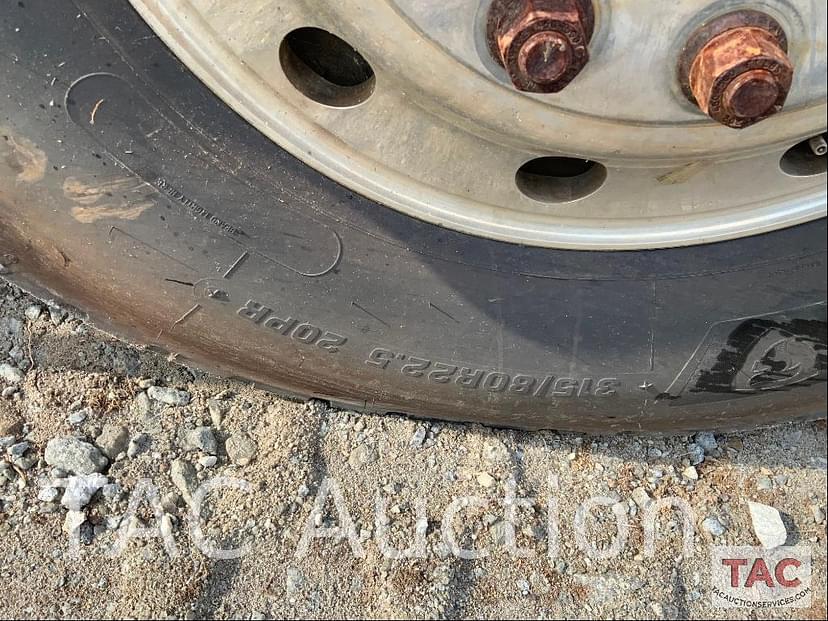 315/80R22.5 20PR
TAC Auction
TAC
TACAUCTIONSERVICES.COM